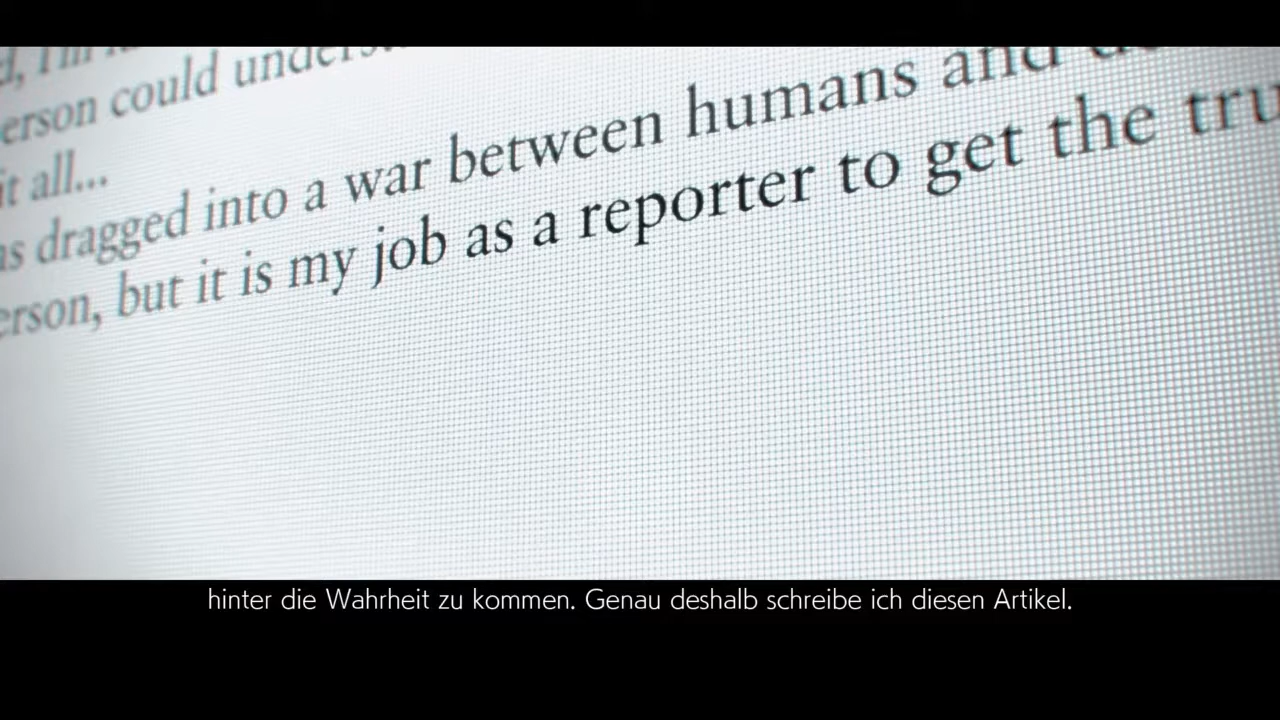 erson could
it all...
dragged into a war between humans and
erson, but it is my job as a reporter to get the tru
hinter die Wahrheit zu kommen. Genau deshalb schreibe ich diesen Artikel.